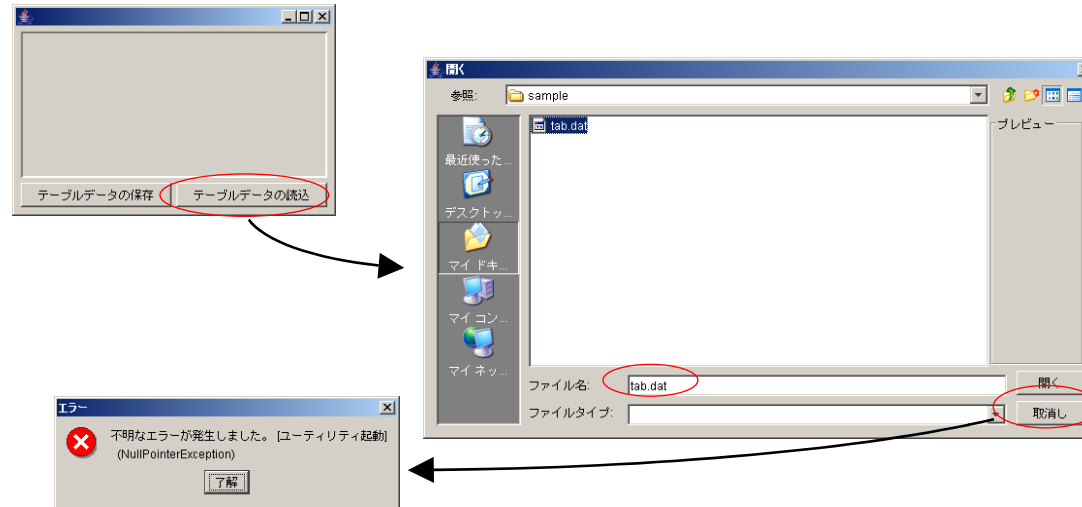 テーブルデータの保存
テーブルデータの読込
開く
参照:
sample
tab.dat
プレビュー
最近使った...
デスクトッ...
マイ ドキ...
マイ コン...
マイ ネッ...
ファイル名:
tab.dat
開く
ファイルタイプ:
取消し
エラー
不明なエラーが発生しました。 [ユーティリティ起動]
(NullPointerException)
了解